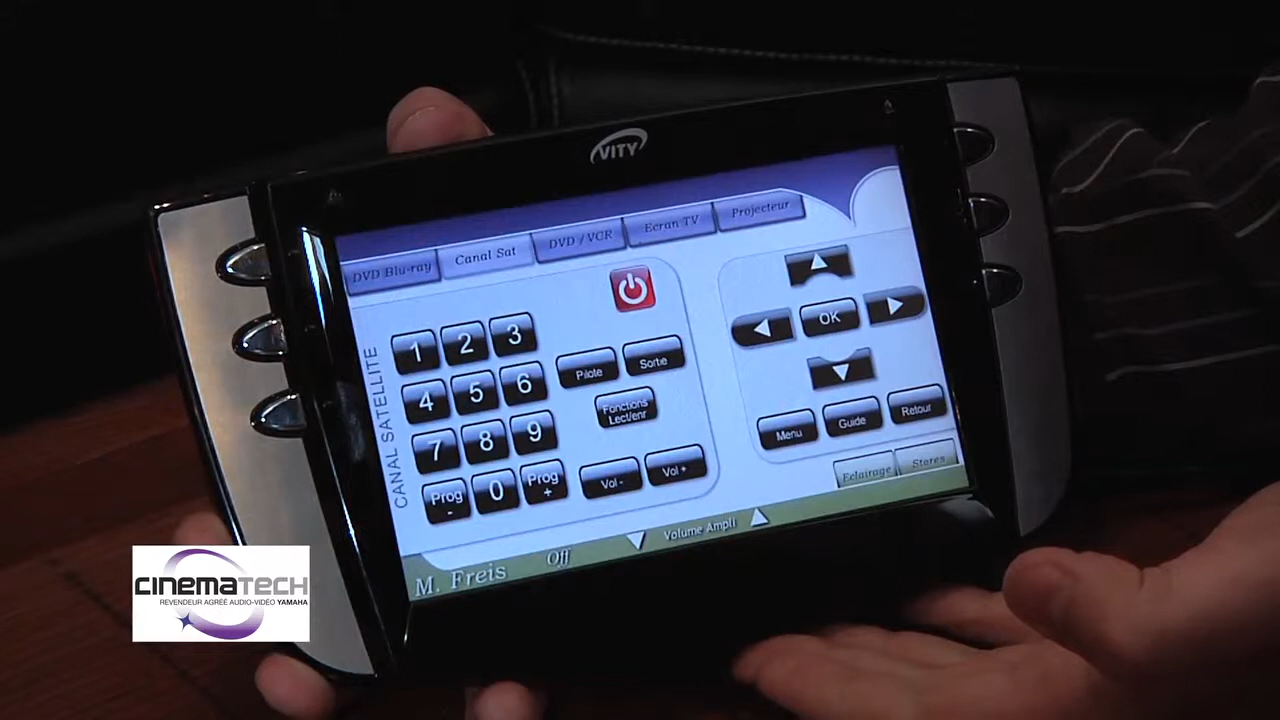 VITY
DVD Blu-ray
Canal Sat
DVD / VCR
Ecran TV
Projecteur
CANAL SATELLITE
1 2 3
4 5 6
7 8 9
Prog - 0 Prog +
Pilote
Sortie
Fonctions
Lect/enr
Vol -
Vol +
OK
Menu
Guide
Retour
Eclairage
Stores
M. Freis
Off
Volume Ampli
CINEMATECH
REVENDEUR AGRÉÉ AUDIO-VIDÉO YAMAHA